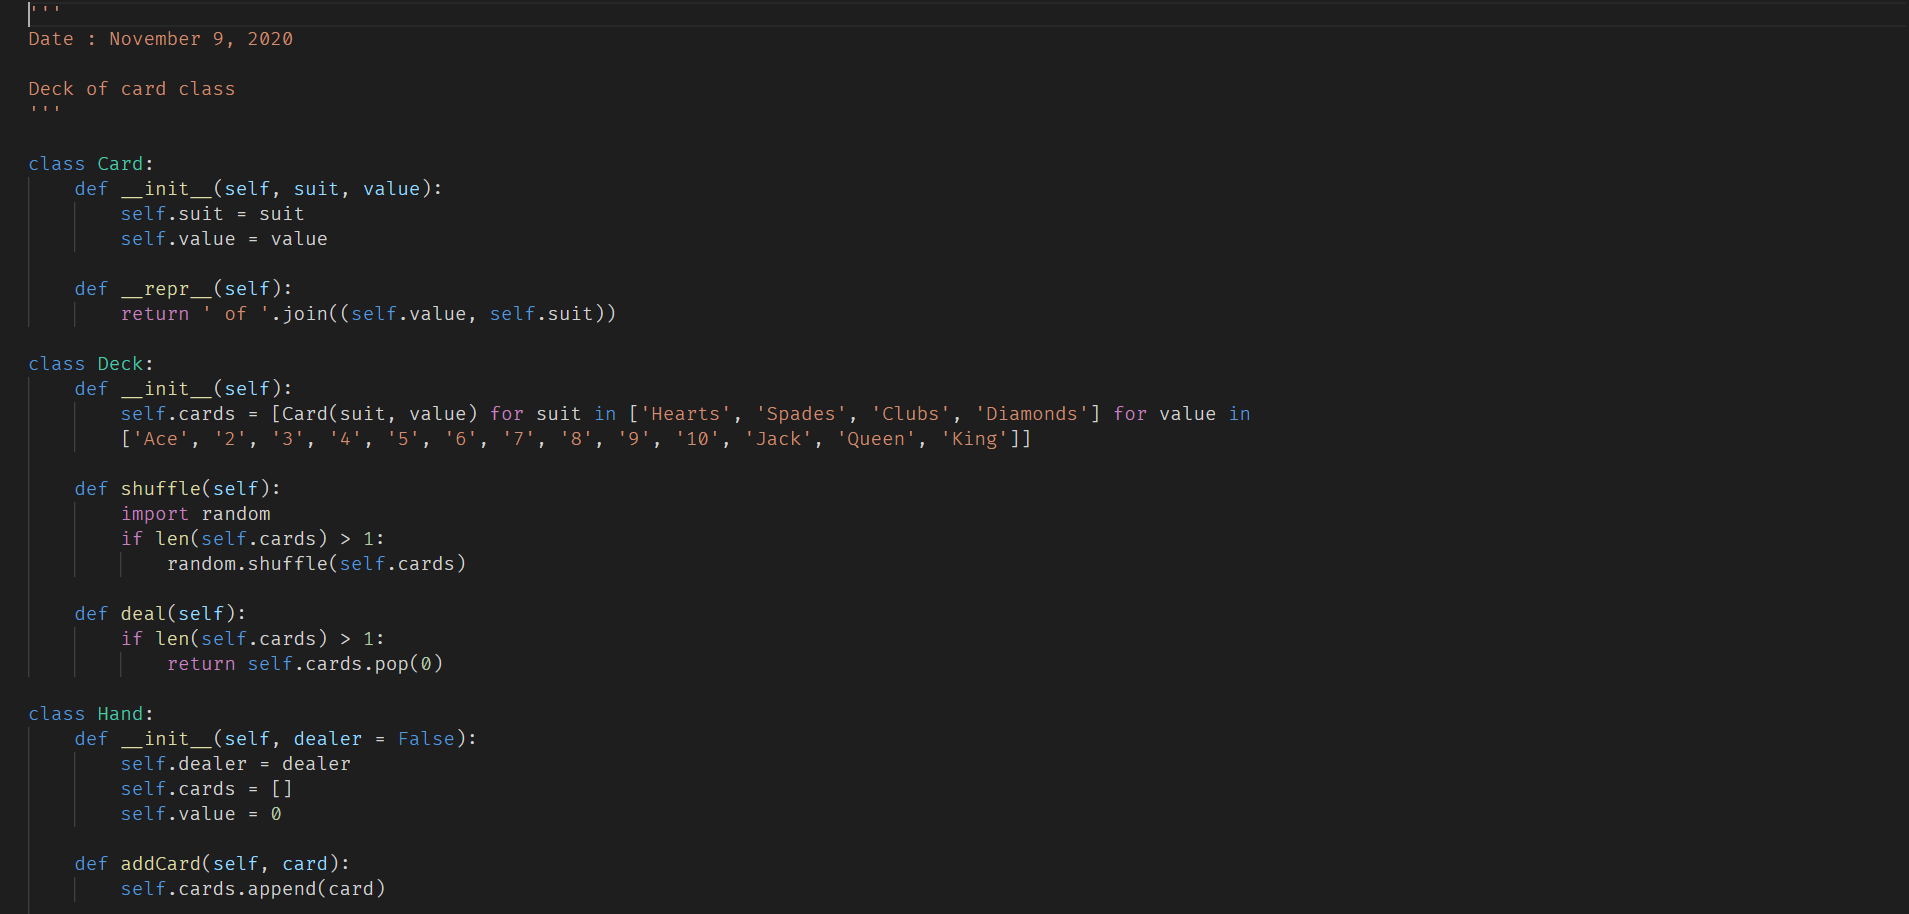 '''
Date : November 9, 2020

Deck of card class
'''

class Card:
    def __init__(self, suit, value):
        self.suit = suit
        self.value = value

    def __repr__(self):
        return ' of '.join((self.value, self.suit))

class Deck:
    def __init__(self):
        self.cards = [Card(suit, value) for suit in ['Hearts', 'Spades', 'Clubs', 'Diamonds'] for value in
        ['Ace', '2', '3', '4', '5', '6', '7', '8', '9', '10', 'Jack', 'Queen', 'King']]

    def shuffle(self):
        import random
        if len(self.cards) > 1:
            random.shuffle(self.cards)

    def deal(self):
        if len(self.cards) > 1:
            return self.cards.pop(0)

class Hand:
    def __init__(self, dealer = False):
        self.dealer = dealer
        self.cards = []
        self.value = 0

    def addCard(self, card):
        self.cards.append(card)